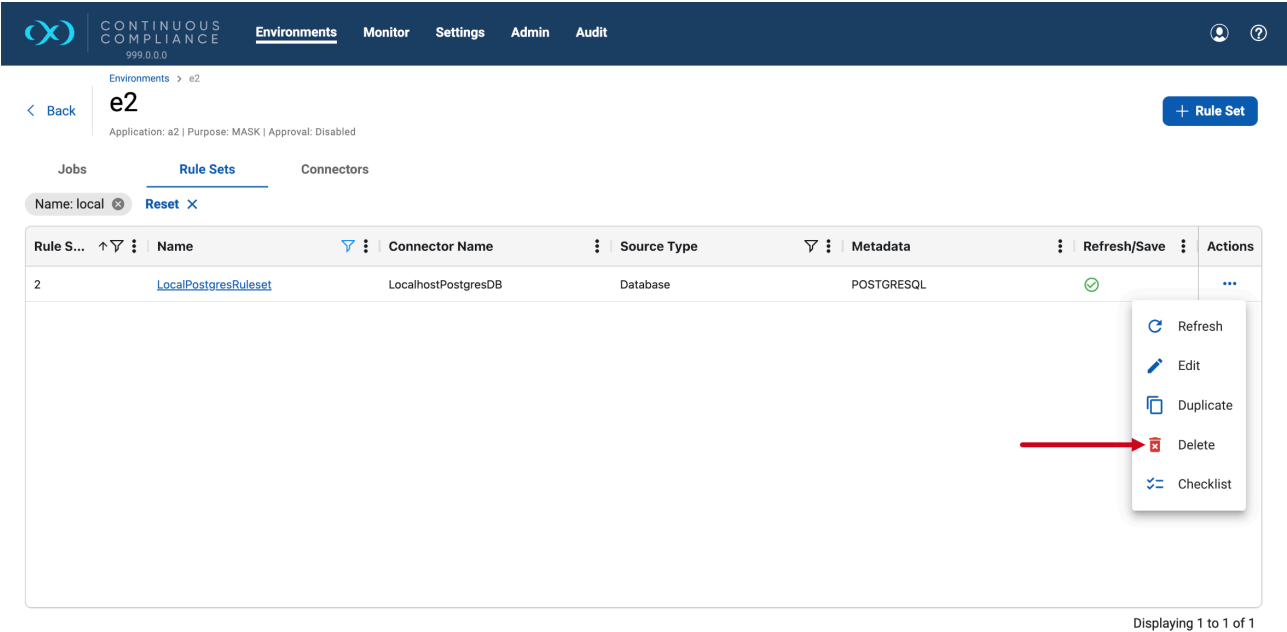 CONTINUOUS
COMPLIANCE
999.0.0.0
Environments Monitor Settings Admin Audit
Environments > e2
Back
e2
Application: a2 | Purpose: MASK | Approval: Disabled
+ Rule Set
Jobs Rule Sets Connectors
Name: local Reset
Rule S... Name Connector Name Source Type Metadata Refresh/Save Actions
2 LocalPostgresRuleset LocalhostPostgresDB Database POSTGRESQL
Refresh
Edit
Duplicate
Delete
Checklist
Displaying 1 to 1 of 1